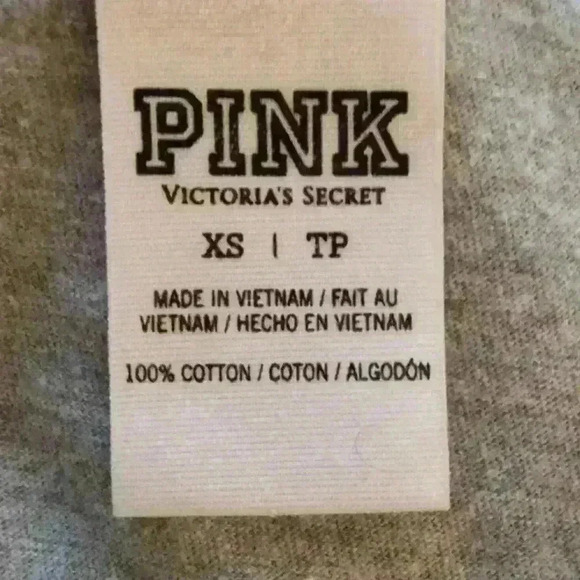 PINK
VICTORIA'S SECRET
XS | TP
MADE IN VIETNAM / FAIT AU
VIETNAM / HECHO EN VIETNAM
100% COTTON / COTON / ALGODÓN